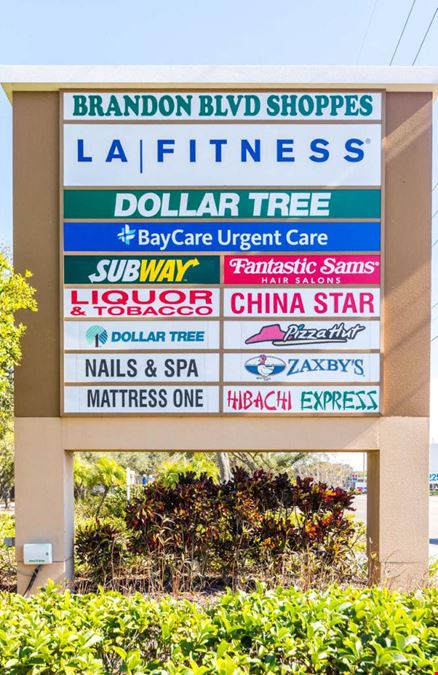 BRANDON BLVD SHOPPES
LA|FITNESS
DOLLAR TREE
BayCare Urgent Care
SUBWAY
Fantastic Sams
HAIR SALONS
LIQUOR
& TOBACCO
CHINA STAR
DOLLAR TREE
Pizza Hut
NAILS & SPA
ZAXBY'S
MATTRESS ONE
HIBACHI EXPRESS